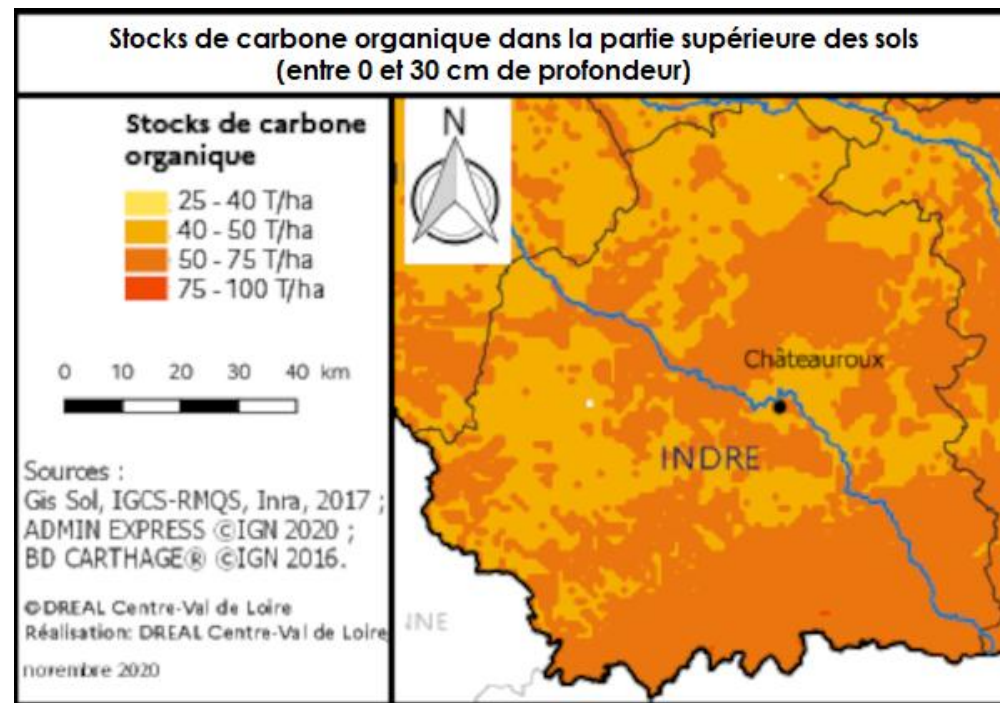 Stocks de carbone organique dans la partie supérieure des sols
(entre 0 et 30 cm de profondeur)
Stocks de carbone
organique
25 - 40 T/ha
40 - 50 T/ha
50 - 75 T/ha
75 - 100 T/ha
0 10 20 30 40 km
Sources :
Gis Sol, IGCS-RMQS, Inra, 2017 ;
ADMIN EXPRESS ©IGN 2020 ;
BD CARTHAGE® ©IGN 2016.
©DREAL Centre-Val de Loire
Réalisation: DREAL Centre-Val de Loire
novembre 2020
N
Châteauroux
INDRE
NNE